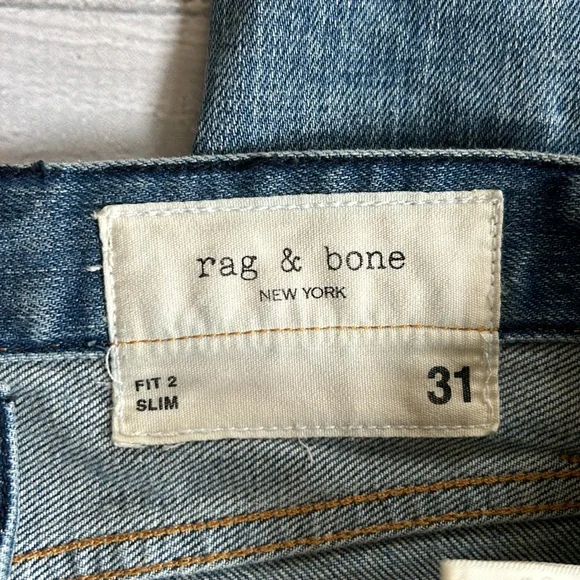 rag & bone
NEW YORK
FIT 2
SLIM
31